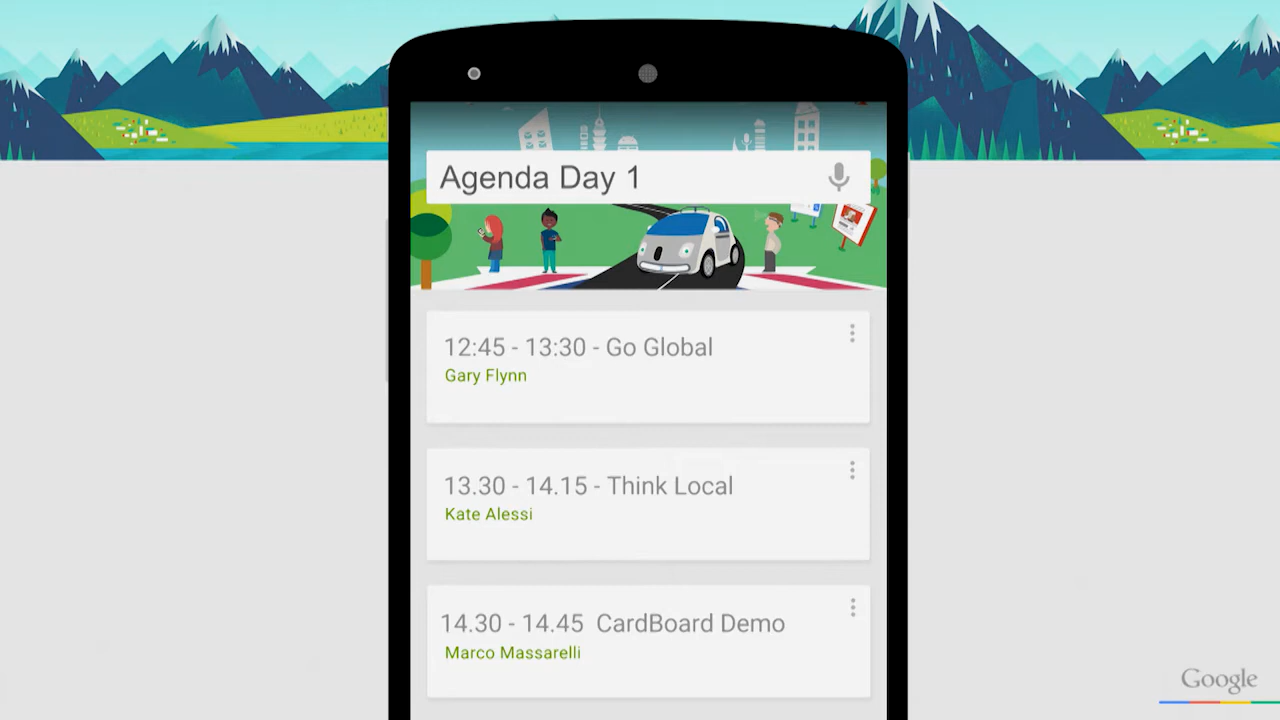 Agenda Day 1
12:45 - 13:30 - Go Global
Gary Flynn
13.30 - 14.15 - Think Local
Kate Alessi
14.30 - 14.45 CardBoard Demo
Marco Massarelli
Google